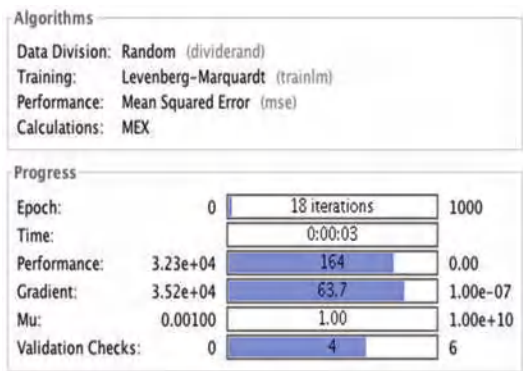 Algorithms
Data Division: Random (dividerand)
Training: Levenberg-Marquardt (trainlm)
Performance: Mean Squared Error (mse)
Calculations: MEX
Progress
Epoch: 0 18 iterations 1000
Time: 0:00:03
Performance: 3.23e+04 164 0.00
Gradient: 3.52e+04 63.7 1.00e-07
Mu: 0.00100 1.00 1.00e+10
Validation Checks: 0 4 6